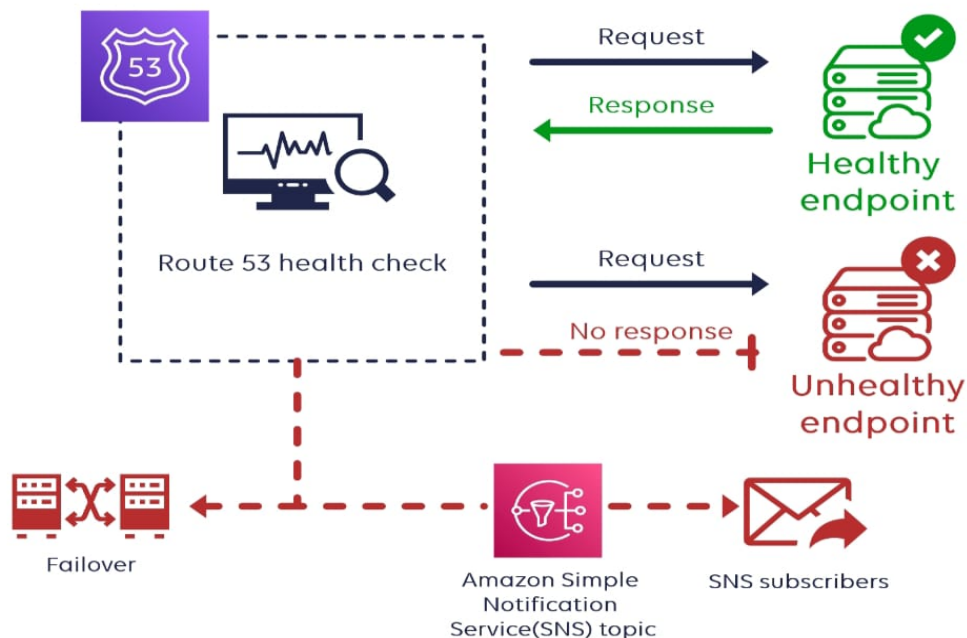 53
Request
Response
Healthy
endpoint
Route 53 health check
Request
No response
Unhealthy
endpoint
Failover
Amazon Simple
Notification
Service(SNS) topic
SNS subscribers